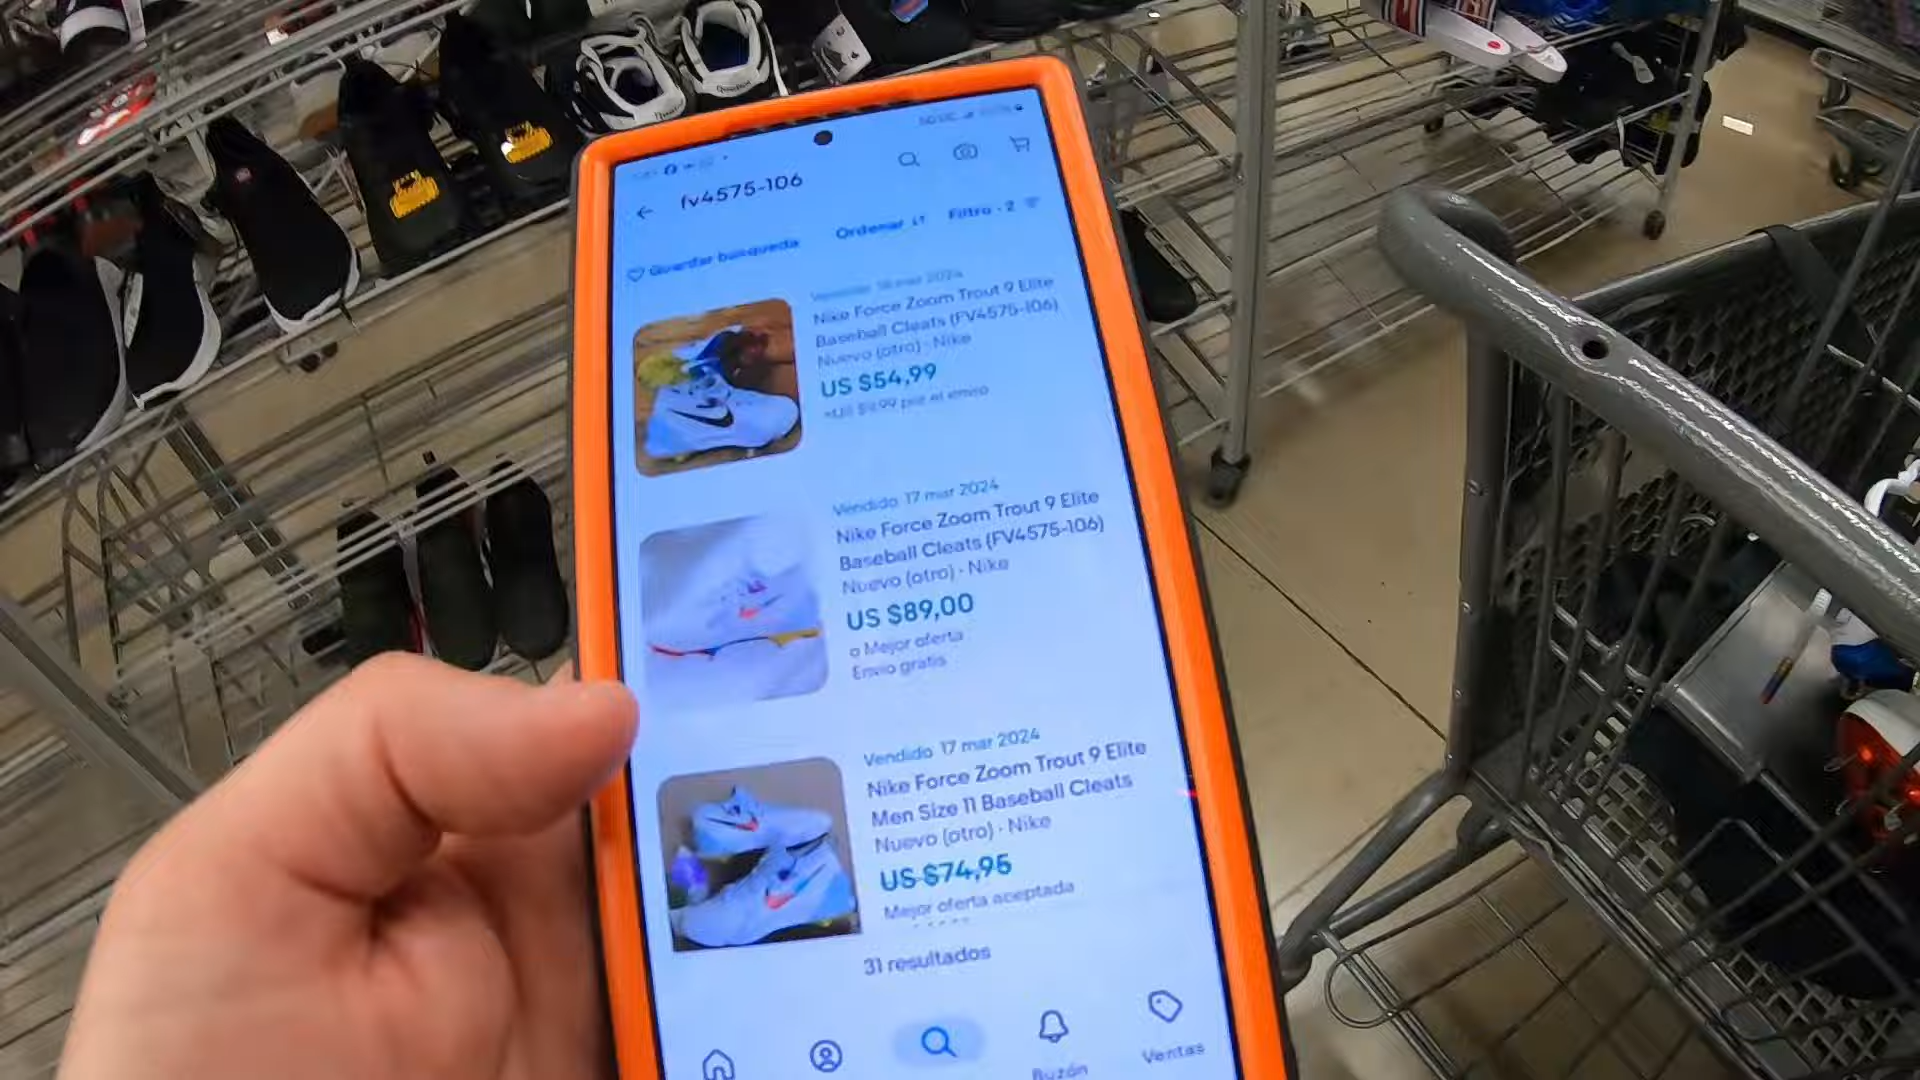 fv4575-106
Guardar búsqueda
Ordenar
Filtro · 2
Nike Force Zoom Trout 9 Elite
Baseball Cleats (FV4575-106)
Nuevo (otro) · Nike
US $54,99
por el envío
Vendido 17 mar 2024
Nike Force Zoom Trout 9 Elite
Baseball Cleats (FV4575-106)
Nuevo (otro) · Nike
US $89,00
o Mejor oferta
Envío gratis
Vendido 17 mar 2024
Nike Force Zoom Trout 9 Elite
Men Size 11 Baseball Cleats
Nuevo (otro) · Nike
US $74,95
Mejor oferta aceptada
31 resultados
Buzón
Ventas